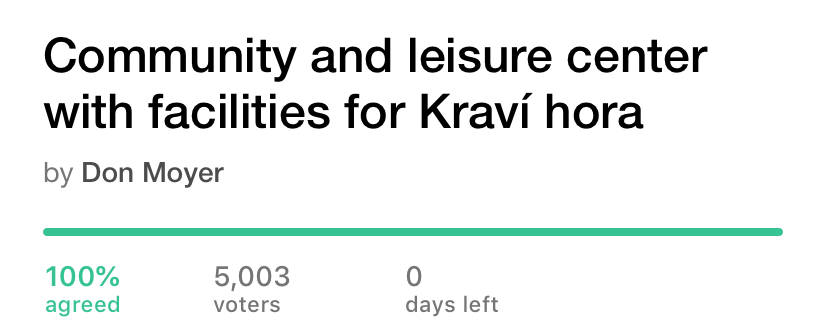 Community and leisure center
with facilities for Kraví hora
by Don Moyer
100% 5,003 0
agreed voters days left